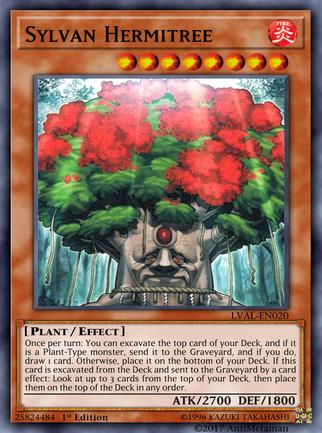 Sylvan Hermitree
FIRE
炎
LVAL-EN020
[Plant / Effect]
Once per turn: You can excavate the top card of your Deck, and if it
is a Plant-Type monster, send it to the Graveyard, and if you do,
draw 1 card. Otherwise, place it on the bottom of your Deck. If this
card is excavated from the Deck and sent to the Graveyard by a card
effect: Look at up to 3 cards from the top of your Deck, then place
them on the top of the Deck in any order.
ATK/2700 DEF/1800
25824484 1st Edition ©1996 KAZUKI TAKAHASHI
©2017 AntiMetaman